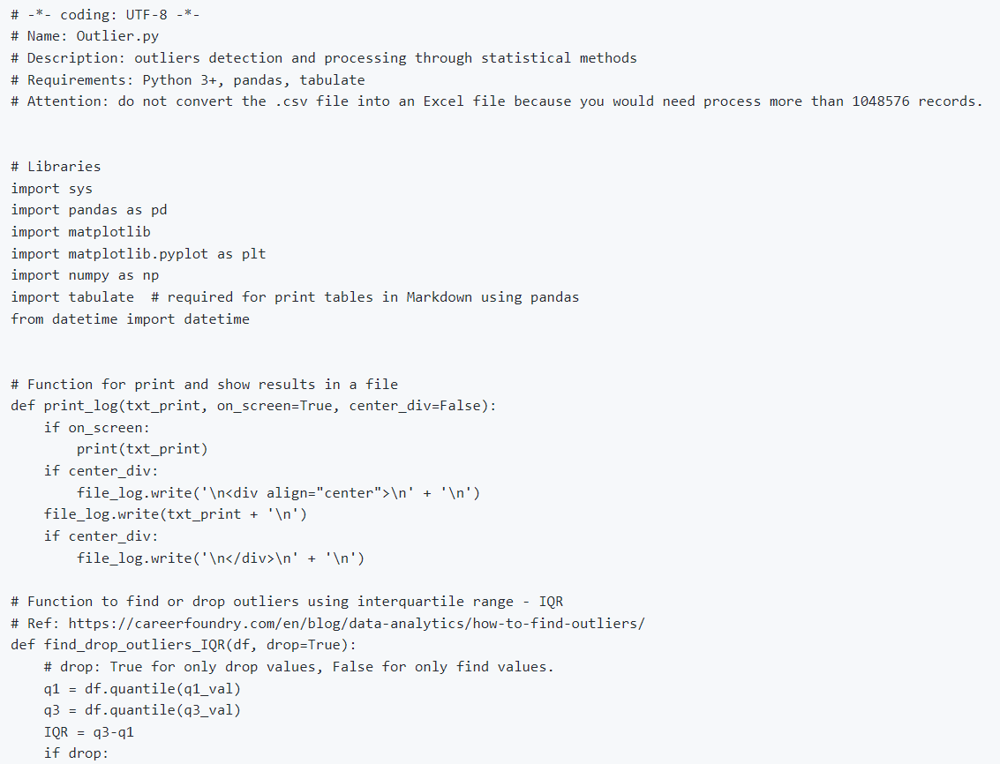 # -*- coding: UTF-8 -*-
# Name: Outlier.py
# Description: outliers detection and processing through statistical methods
# Requirements: Python 3+, pandas, tabulate
# Attention: do not convert the .csv file into an Excel file because you would need process more than 1048576 records.
# Libraries
import sys
import pandas as pd
import matplotlib
import matplotlib.pyplot as plt
import numpy as np
import tabulate  # required for print tables in Markdown using pandas
from datetime import datetime
# Function for print and show results in a file
def print_log(txt_print, on_screen=True, center_div=False):
    if on_screen:
        print(txt_print)
    if center_div:
        file_log.write('\n<div align="center">\n' + '\n')
    file_log.write(txt_print + '\n')
    if center_div:
        file_log.write('\n</div>\n' + '\n')
# Function to find or drop outliers using interquartile range - IQR
# Ref: https://careerfoundry.com/en/blog/data-analytics/how-to-find-outliers/
def find_drop_outliers_IQR(df, drop=True):
    # drop: True for only drop values, False for only find values.
    q1 = df.quantile(q1_val)
    q3 = df.quantile(q3_val)
    IQR = q3-q1
    if drop: